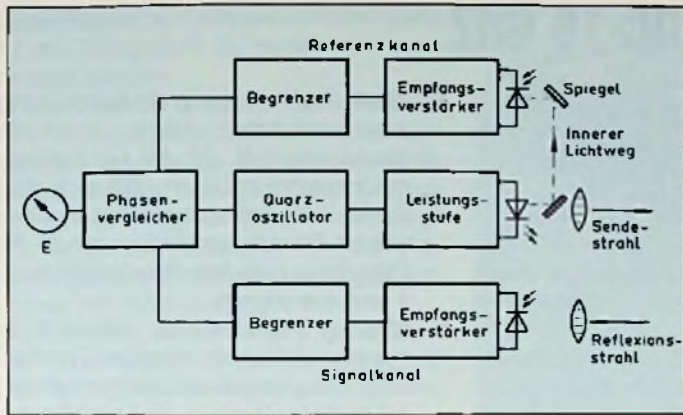 Referenzkanal
Begrenzer
Empfangs-
verstärker
Spiegel
Innerer
Lichtweg
E
Phasen-
vergleicher
Quarz-
oszillator
Leistungs-
stufe
Sende-
strahl
Begrenzer
Empfangs-
verstärker
Reflexions-
strahl
Signalkanal